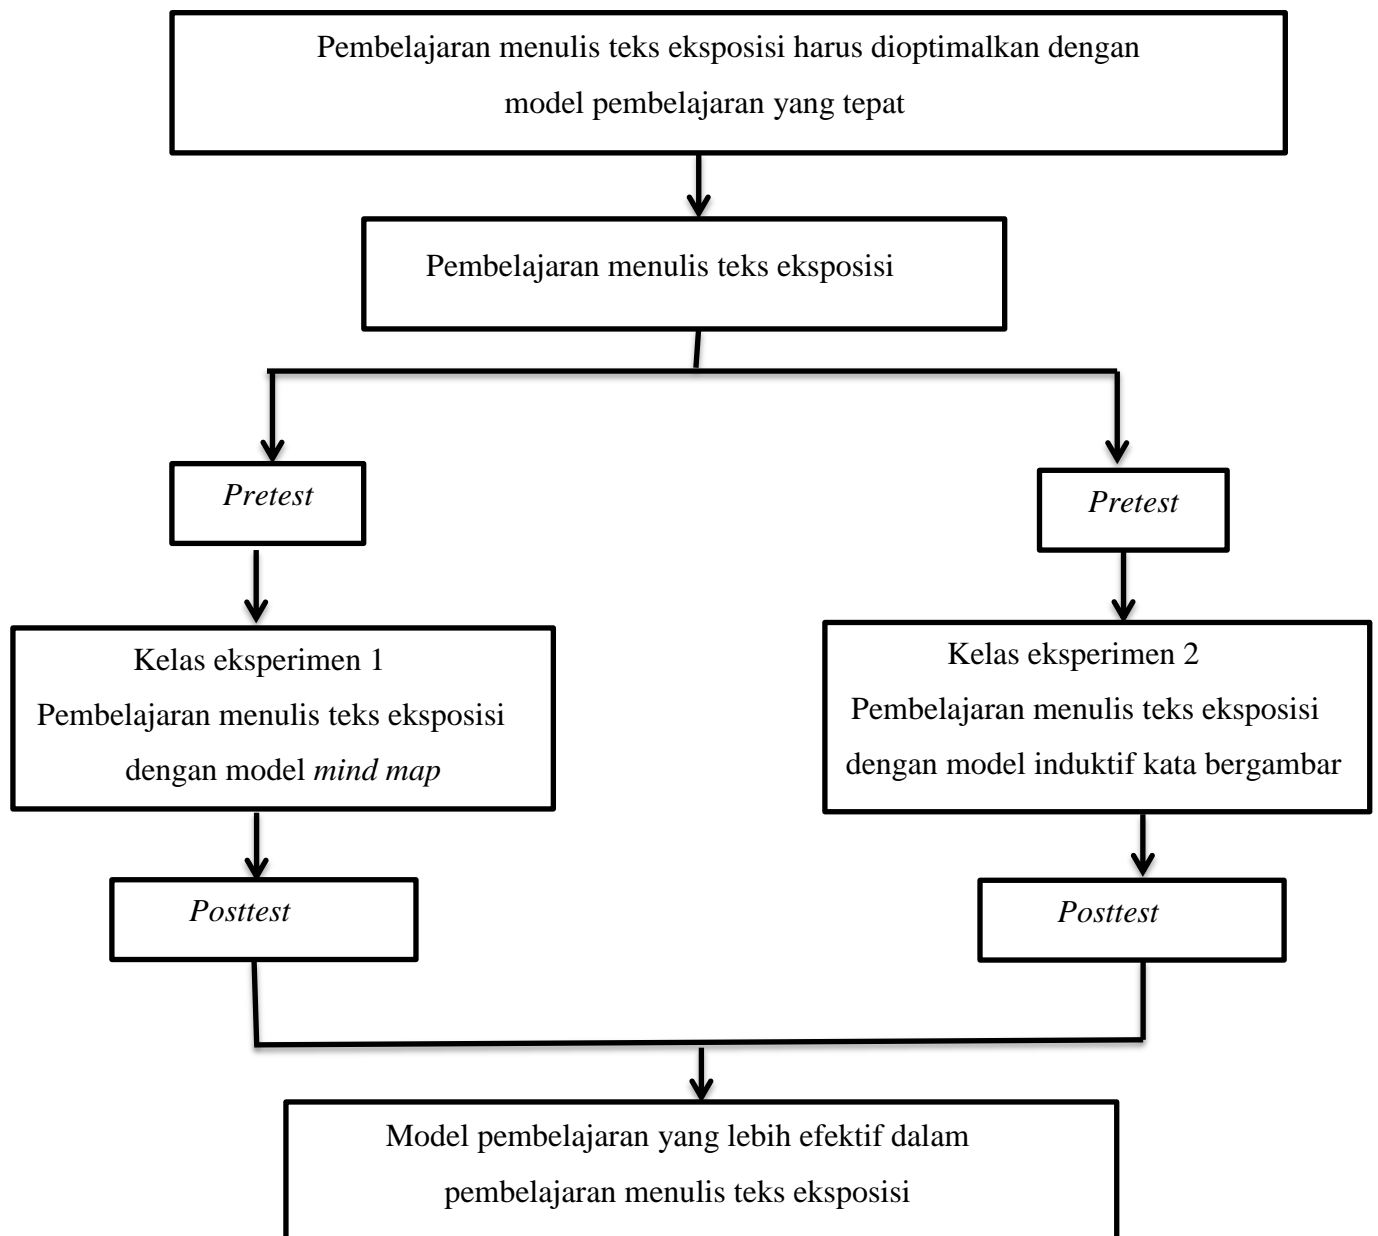 Pembelajaran menulis teks eksposisi harus dioptimalkan dengan
model pembelajaran yang tepat
Pembelajaran menulis teks eksposisi
Pretest
Pretest
Kelas eksperimen 1
Pembelajaran menulis teks eksposisi
dengan model mind map
Kelas eksperimen 2
Pembelajaran menulis teks eksposisi
dengan model induktif kata bergambar
Posttest
Posttest
Model pembelajaran yang lebih efektif dalam
pembelajaran menulis teks eksposisi